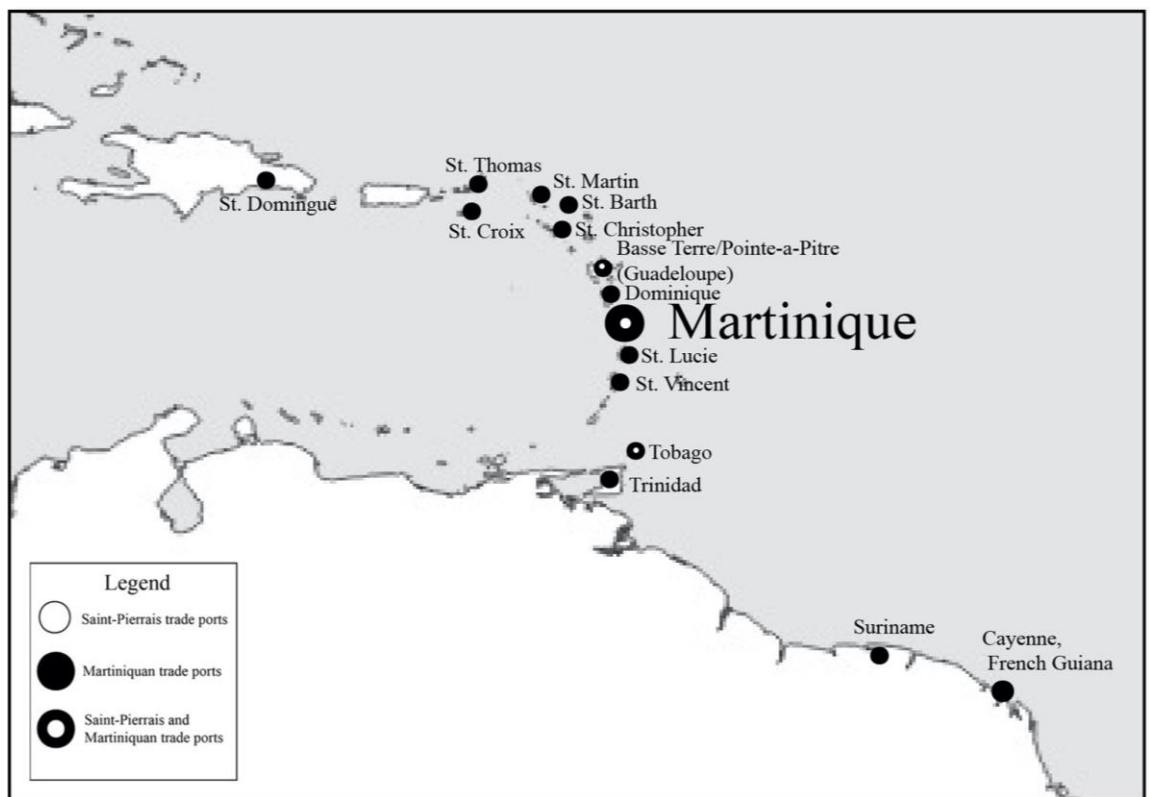 St. Thomas
St. Martin
St. Barth
St. Domingue
St. Croix
St. Christopher
Basse Terre/Pointe-a-Pitre
(Guadeloupe)
Dominique
Martinique
St. Lucie
St. Vincent
Tobago
Trinidad
Suriname
Cayenne,
French Guiana
Legend
Saint-Pierrais trade ports
Martiniquan trade ports
Saint-Pierrais and
Martiniquan trade ports